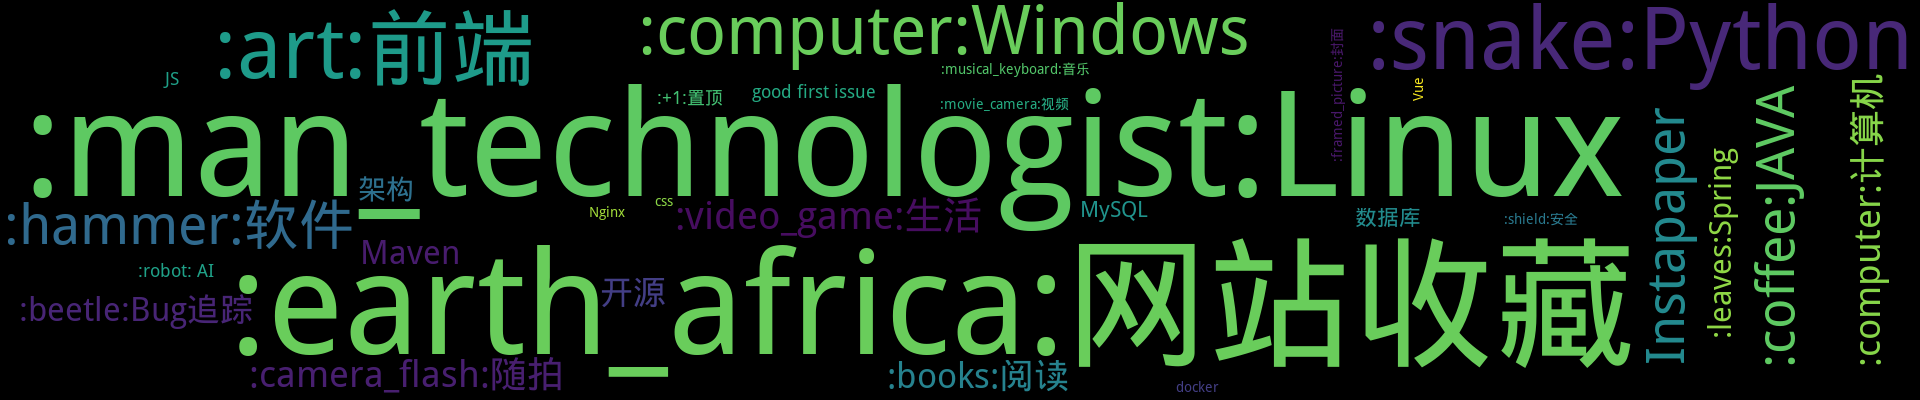 :art:前端
:computer:Windows
:snake:Python
JS
:musical_keyboard:音乐
:framed_picture:封面
:+1:置顶
good first issue
:movie_camera:视频
Vue
:man_technologist:Linux
架构
:hammer:软件
Nginx
css
:video_game:生活
MySQL
数据库
:shield:安全
Instapaper
:leaves:Spring
:coffee:JAVA
:computer:计算机
Maven
:robot: AI
:earth_africa:网站收藏
开源
:beetle:Bug追踪
:camera_flash:随拍
:books:阅读
docker